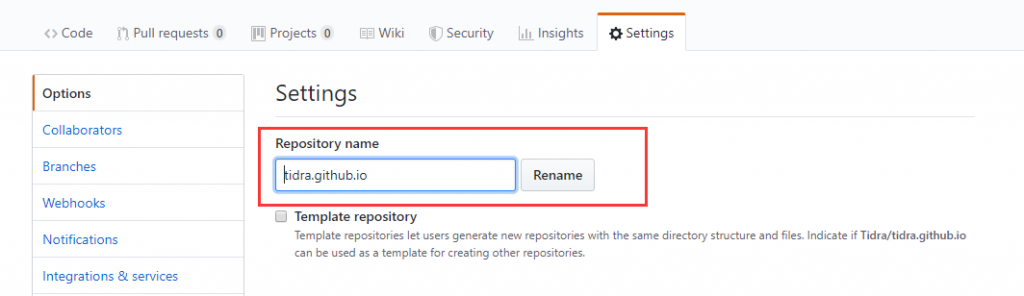 Code Pull requests 0 Projects 0 Wiki Security Insights Settings
Options
Collaborators
Branches
Webhooks
Notifications
Integrations & services
Settings
Repository name
tidra.github.io Rename
Template repository
Template repositories let users generate new repositories with the same directory structure and files. Indicate if Tidra/tidra.github.io
can be used as a template for creating other repositories.